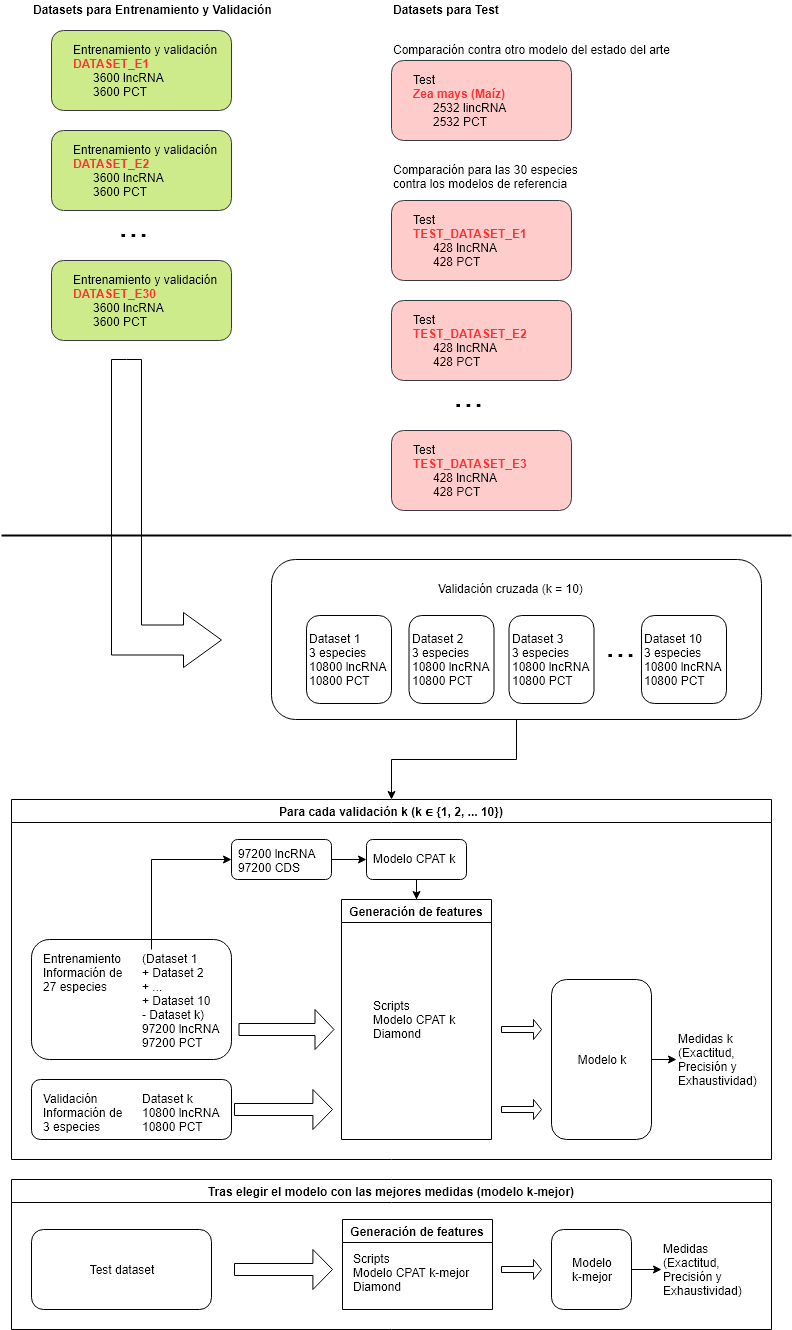 Datasets para Entrenamiento y Validación
Entrenamiento y validación
DATASET_E1
3600 lncRNA
3600 PCT
Entrenamiento y validación
DATASET_E2
3600 lncRNA
3600 PCT
...
Entrenamiento y validación
DATASET_E30
3600 lncRNA
3600 PCT
Datasets para Test
Comparación contra otro modelo del estado del arte
Test
Zea mays (Maíz)
2532 lincRNA
2532 PCT
Comparación para las 30 especies
contra los modelos de referencia
Test
TEST_DATASET_E1
428 lncRNA
428 PCT
Test
TEST_DATASET_E2
428 lncRNA
428 PCT
...
Test
TEST_DATASET_E3
428 lncRNA
428 PCT
Validación cruzada (k = 10)
Dataset 1
3 especies
10800 lncRNA
10800 PCT
Dataset 2
3 especies
10800 lncRNA
10800 PCT
Dataset 3
3 especies
10800 lncRNA
10800 PCT
...
Dataset 10
3 especies
10800 lncRNA
10800 PCT
Para cada validación k (k ∈ {1, 2, ... 10})
97200 lncRNA
97200 CDS
Modelo CPAT k
Entrenamiento
Información de
27 especies
(Dataset 1
+ Dataset 2
+ ...
+ Dataset 10
- Dataset k)
97200 lncRNA
97200 PCT
Validación
Información de
3 especies
Dataset k
10800 lncRNA
10800 PCT
Generación de features
Scripts
Modelo CPAT k
Diamond
Modelo k
Medidas k
(Exactitud,
Precisión y
Exhaustividad)
Tras elegir el modelo con las mejores medidas (modelo k-mejor)
Test dataset
Generación de features
Scripts
Modelo CPAT k-mejor
Diamond
Modelo
k-mejor
Medidas
(Exactitud,
Precisión y
Exhaustividad)